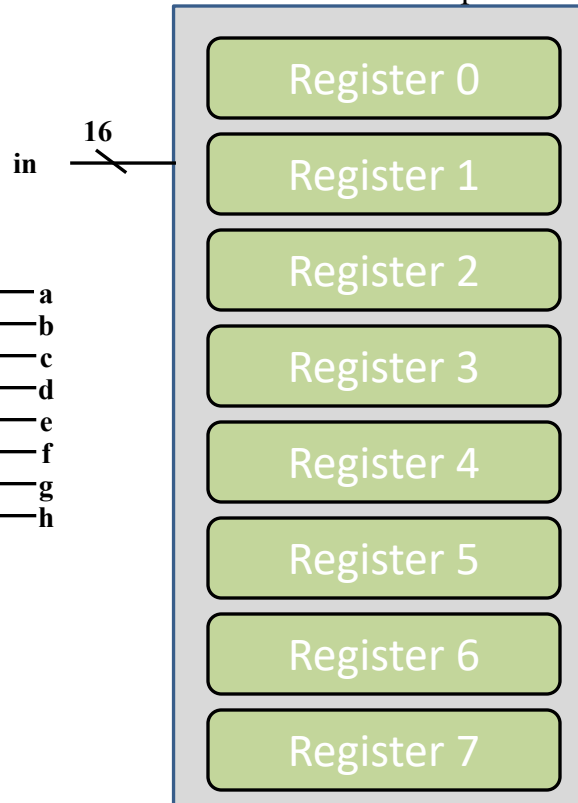 p
Register 0
16
in
Register 1
Register 2
a
b
c
Register 3
d
e
f
Register 4
g
h
Register 5
Register 6
Register 7